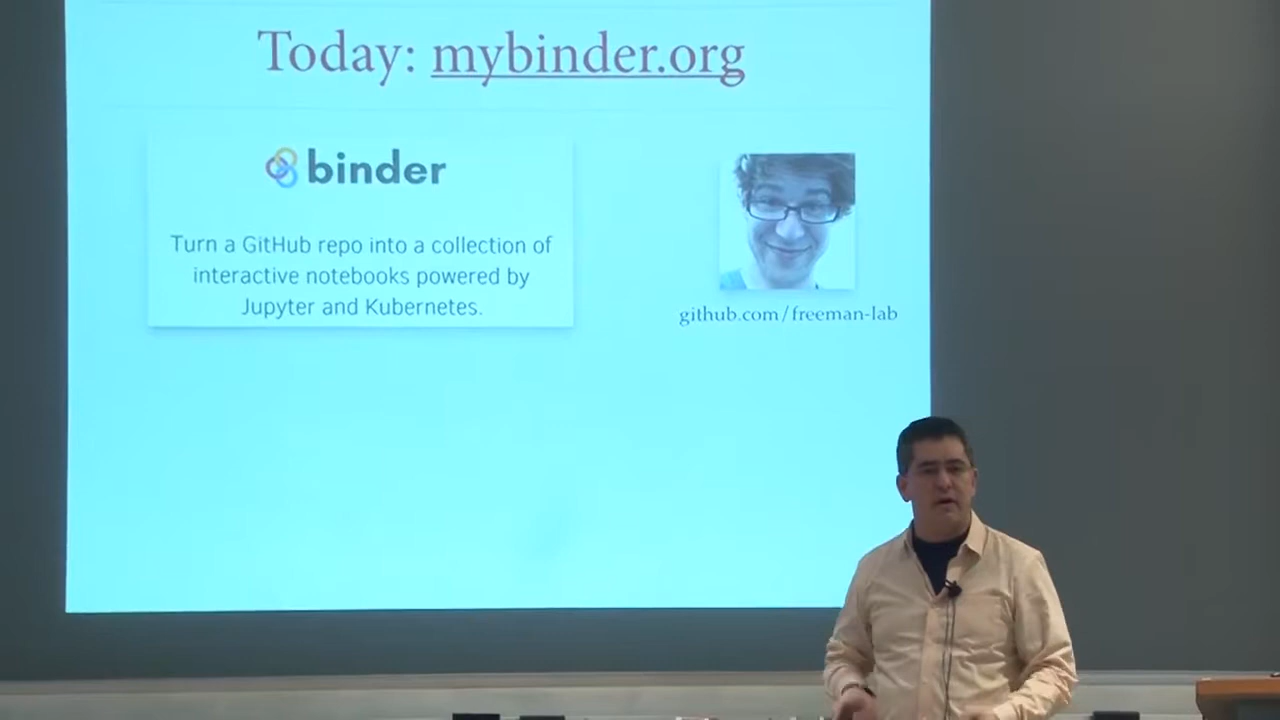 Today: mybinder.org
binder
Turn a GitHub repo into a collection of
interactive notebooks powered by
Jupyter and Kubernetes.
github.com/freeman-lab